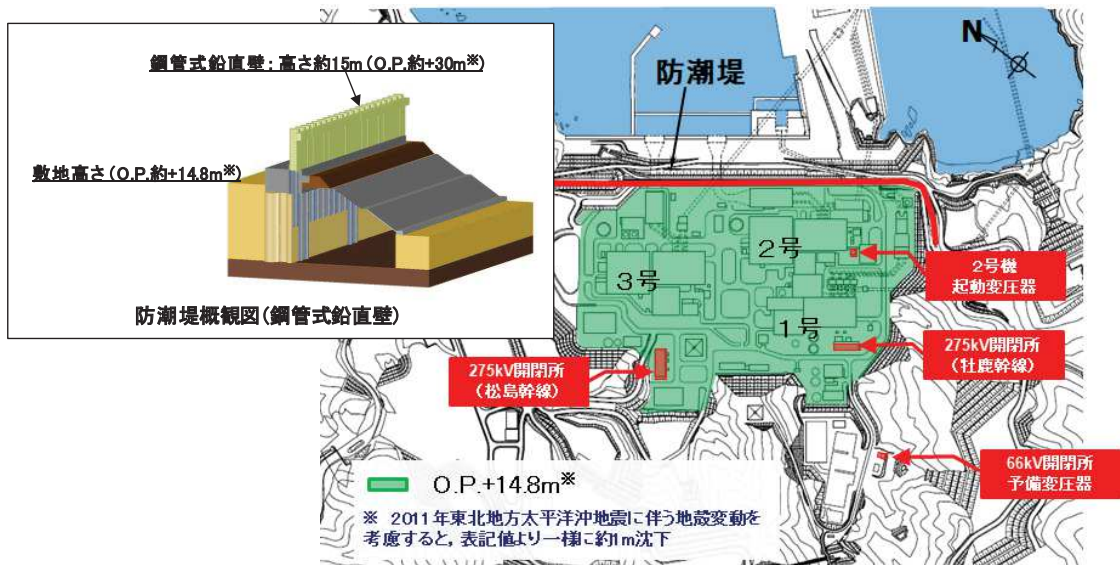 鋼管式鉛直壁:高さ約15m(O.P.約+30m※)
敷地高さ(O.P.約+14.8m※)
防潮堤概観図(鋼管式鉛直壁)
防潮堤
N
2号
3号
1号
2号機
起動変圧器
275kV開閉所
(松島幹線)
275kV開閉所
(牡鹿幹線)
66kV開閉所
予備変圧器
O.P.+14.8m※
※ 2011年東北地方太平洋沖地震に伴う地殻変動を
考慮すると,表記値より一様に約1m沈下